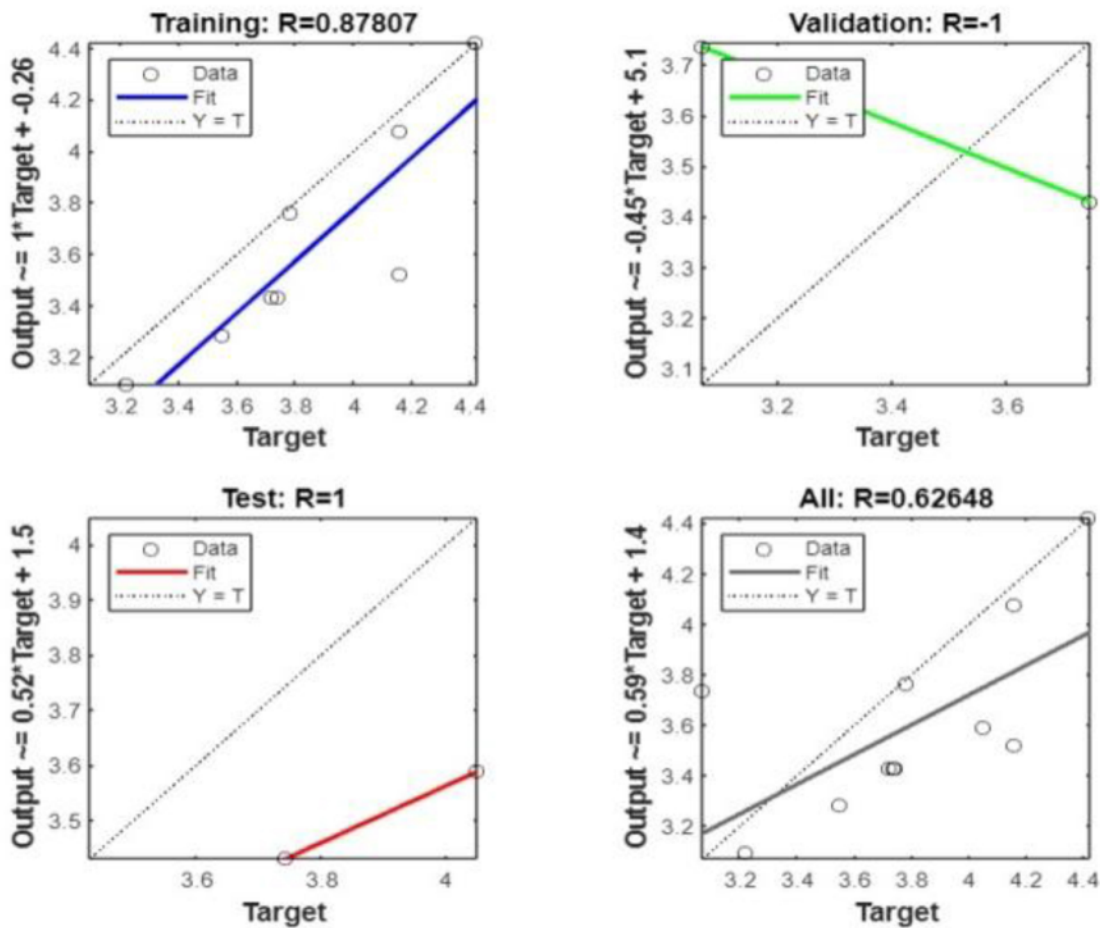 Training: R=0.87807
Output ~= 1*Target + -0.26
4.4
4.2
4
3.8
3.6
3.4
3.2
Data
Fit
Y = T
3.2 3.4 3.6 3.8 4 4.2 4.4
Target
Validation: R=-1
Output ~= -0.45*Target + 5.1
3.7
3.6
3.5
3.4
3.3
3.2
3.1
Data
Fit
Y = T
3.2 3.4 3.6
Target
Test: R=1
Output ~= 0.52*Target + 1.5
4
3.9
3.8
3.7
3.6
3.5
Data
Fit
Y = T
3.6 3.8 4
Target
All: R=0.62648
Output ~= 0.59*Target + 1.4
4.4
4.2
4
3.8
3.6
3.4
3.2
Data
Fit
Y = T
3.2 3.4 3.6 3.8 4 4.2 4.4
Target